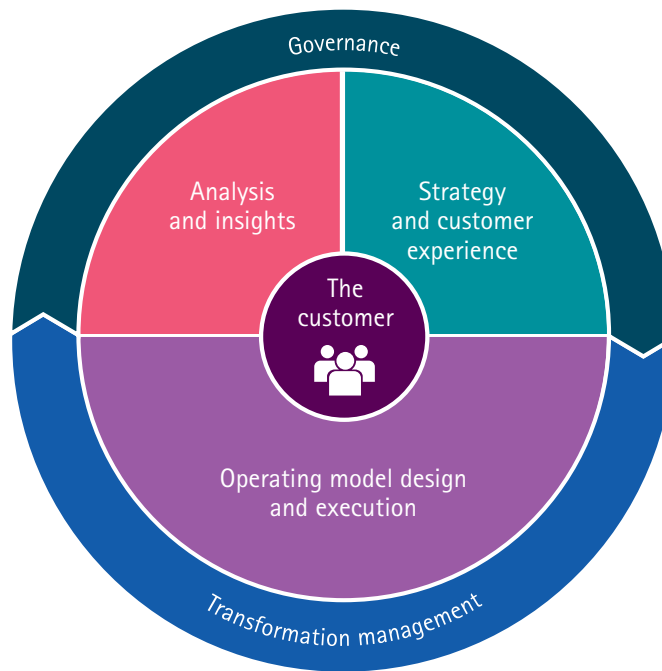 Governance
Analysis
and insights
Strategy
and customer
experience
The
customer
Operating model design
and execution
Transformation management